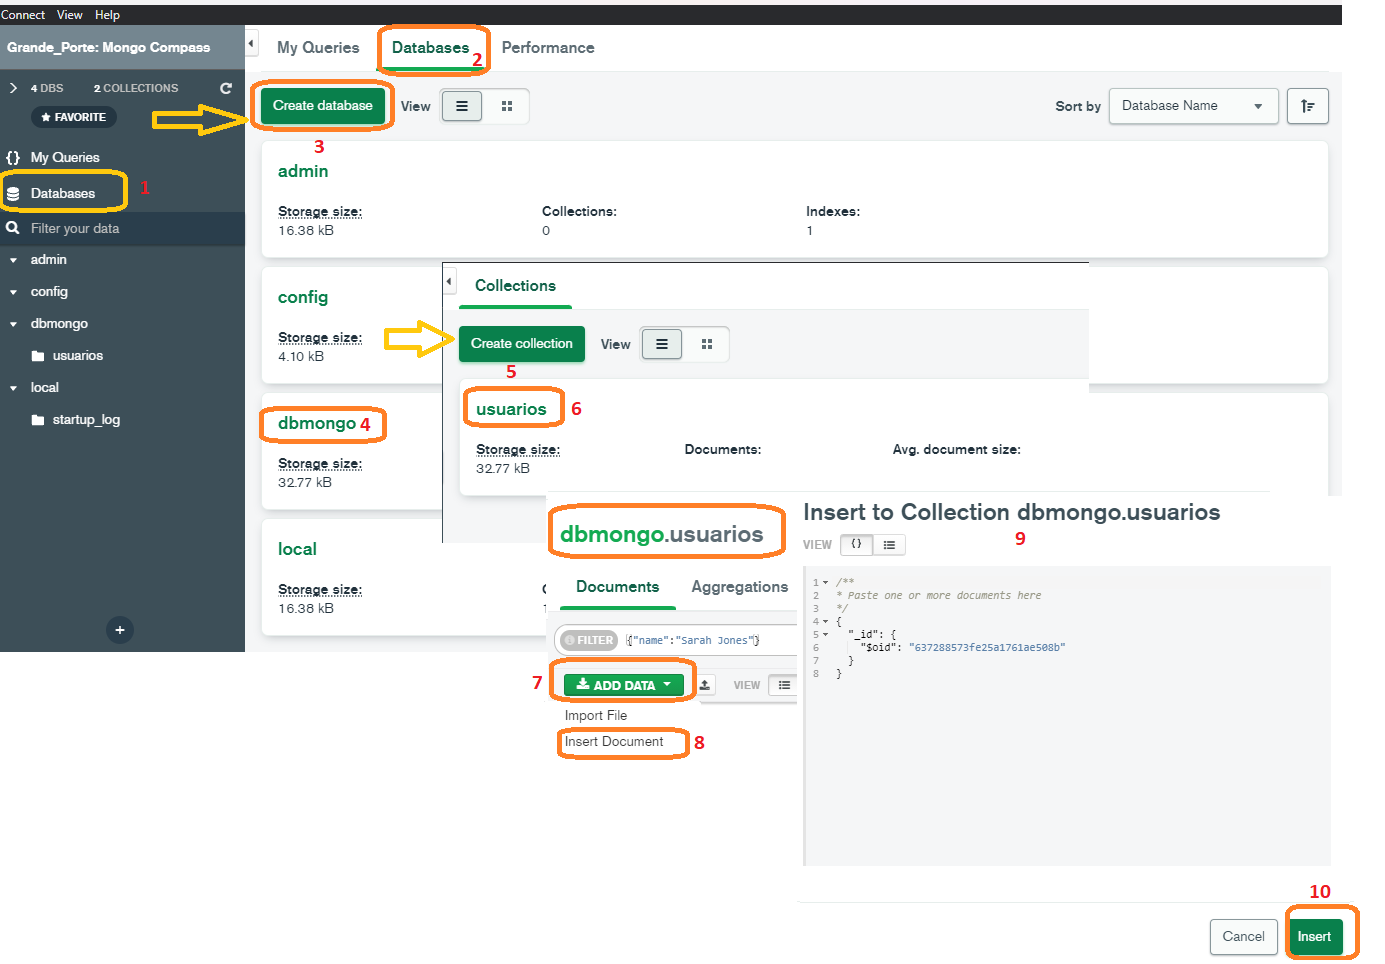 Connect View Help
Grande_Porte: Mongo Compass
4 DBS 2 COLLECTIONS
FAVORITE
{} My Queries
Databases 1
Filter your data
admin
config
dbmongo
usuarios
local
startup_log
+
My Queries Databases 2 Performance
Create database View Sort by Database Name
3
admin
Storage size: Collections: Indexes:
16.38 kB 0 1
config
Storage size:
4.10 kB
dbmongo 4
Storage size:
32.77 kB
local
Storage size:
16.38 kB
Collections
Create collection View
5
usuarios 6
Storage size: Documents: Avg. document size:
32.77 kB
dbmongo.usuarios
Documents Aggregations
FILTER {"name":"Sarah Jones"}
7 ADD DATA VIEW
Import File
Insert Document 8
Insert to Collection dbmongo.usuarios
VIEW {} 9
1 /**
2 * Paste one or more documents here
3 */
4 {
5 "_id": {
6 "$oid": "637288573fe25a1761ae508b"
7 }
8 }
10
Cancel Insert